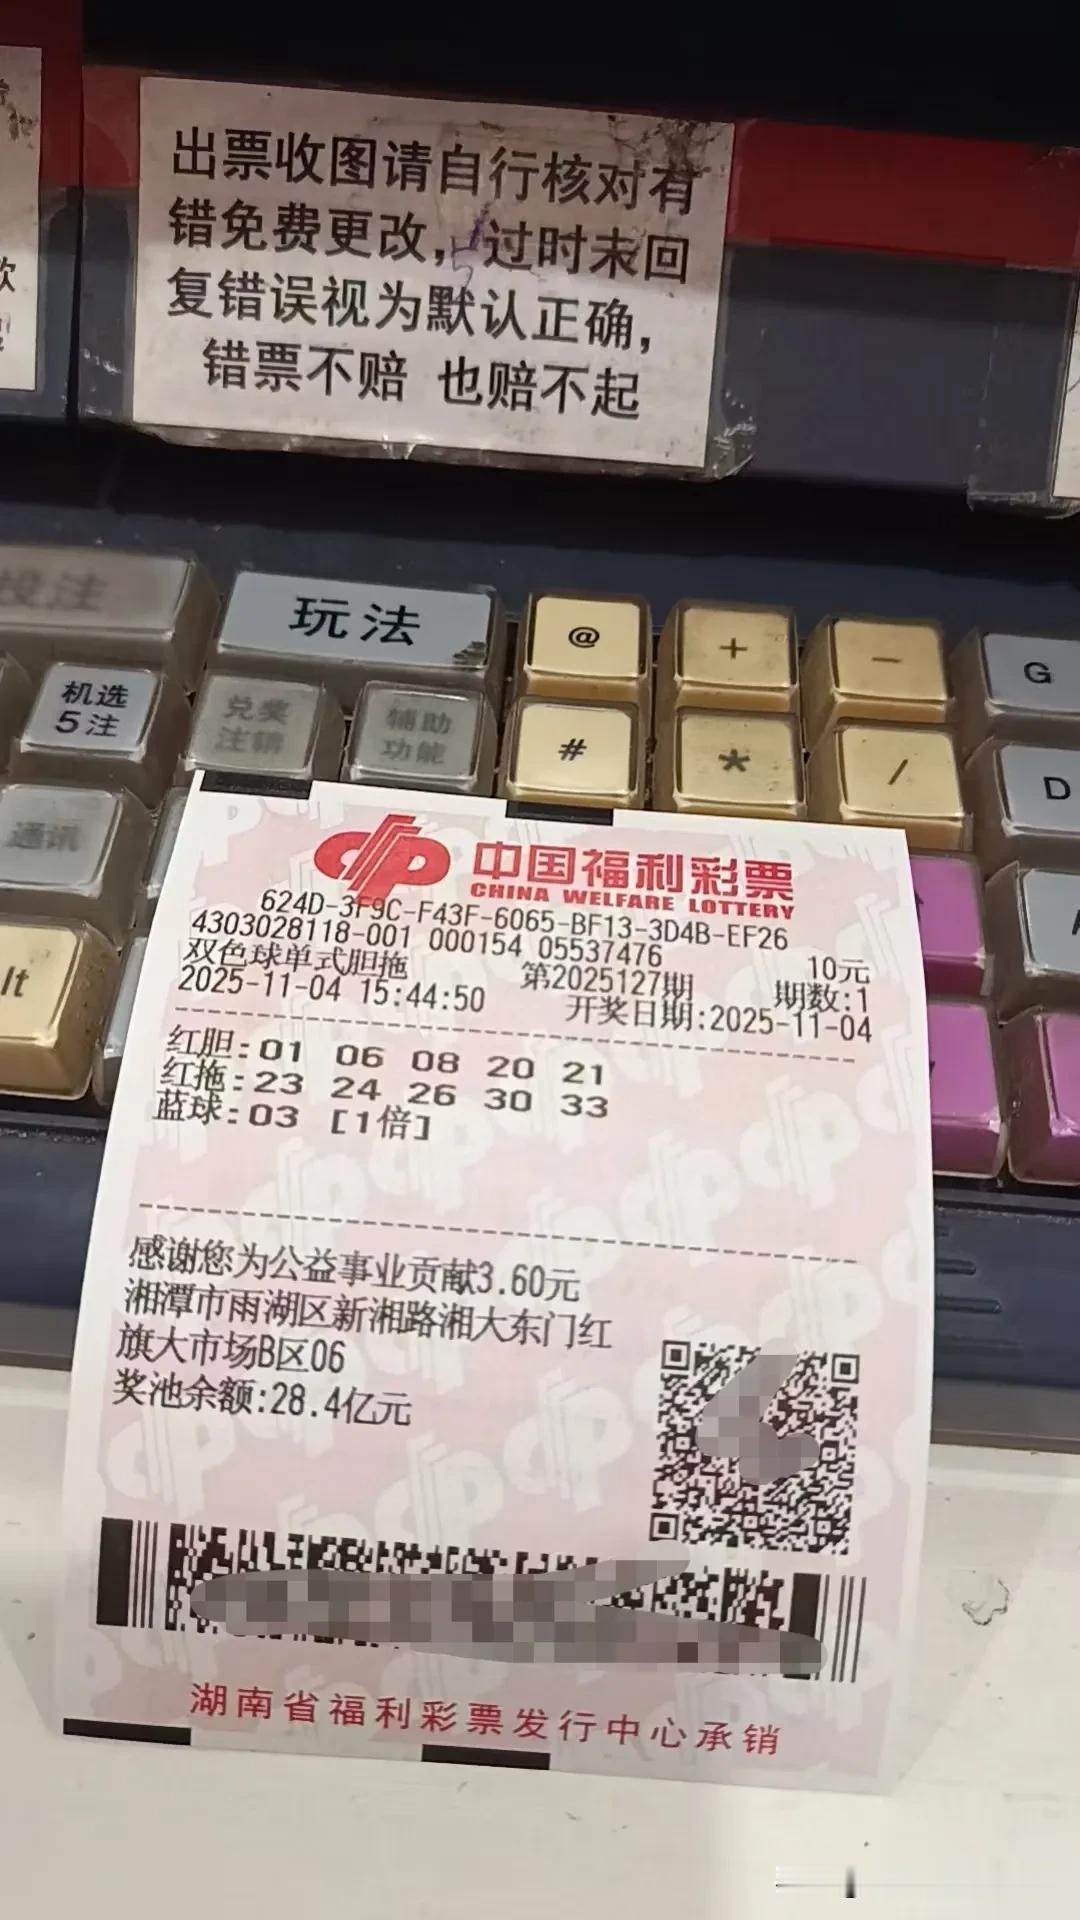 出票收图请自行核对有
错免费更改，过时未回
复错误视为默认正确，
错票不赔 也赔不起
投注
玩法
@
+
-
G
机选
5注
兑奖
注销
辅助
功能
#
*
/
D
通讯
lt
中国福利彩票
CHINA WELFARE LOTTERY
624D-3F9C-F43F-6065-BF13-3D4B-EF26
4303028118-001 000154 05537476
双色球单式胆拖 第2025127期 10元
2025-11-04 15:44:50 期数:1
开奖日期:2025-11-04
红胆:01 06 08 20 21
红拖:23 24 26 30 33
蓝球:03 [1倍]
感谢您为公益事业贡献3.60元
湘潭市雨湖区新湘路湘大东门红
旗大市场B区06
奖池余额:28.4亿元
湖南省福利彩票发行中心承销